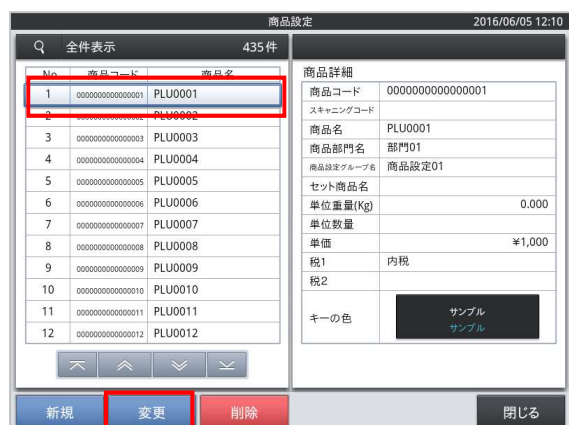 商品設定 2016/06/05 12:10
全件表示 435件
No 商品コード 商品名
1 0000000000000001 PLU0001
2 0000000000000002 PLU0002
3 0000000000000003 PLU0003
4 0000000000000004 PLU0004
5 0000000000000005 PLU0005
6 0000000000000006 PLU0006
7 0000000000000007 PLU0007
8 0000000000000008 PLU0008
9 0000000000000009 PLU0009
10 0000000000000010 PLU0010
11 0000000000000011 PLU0011
12 0000000000000012 PLU0012
新規 変更 削除
商品詳細
商品コード 0000000000000001
スキャニングコード
商品名 PLU0001
商品部門名 部門01
商品設定グループ名 商品設定01
セット商品名
単位重量(Kg) 0.000
単位数量
単価 ¥1,000
税1 内税
税2
キーの色 サンプル
サンプル
閉じる